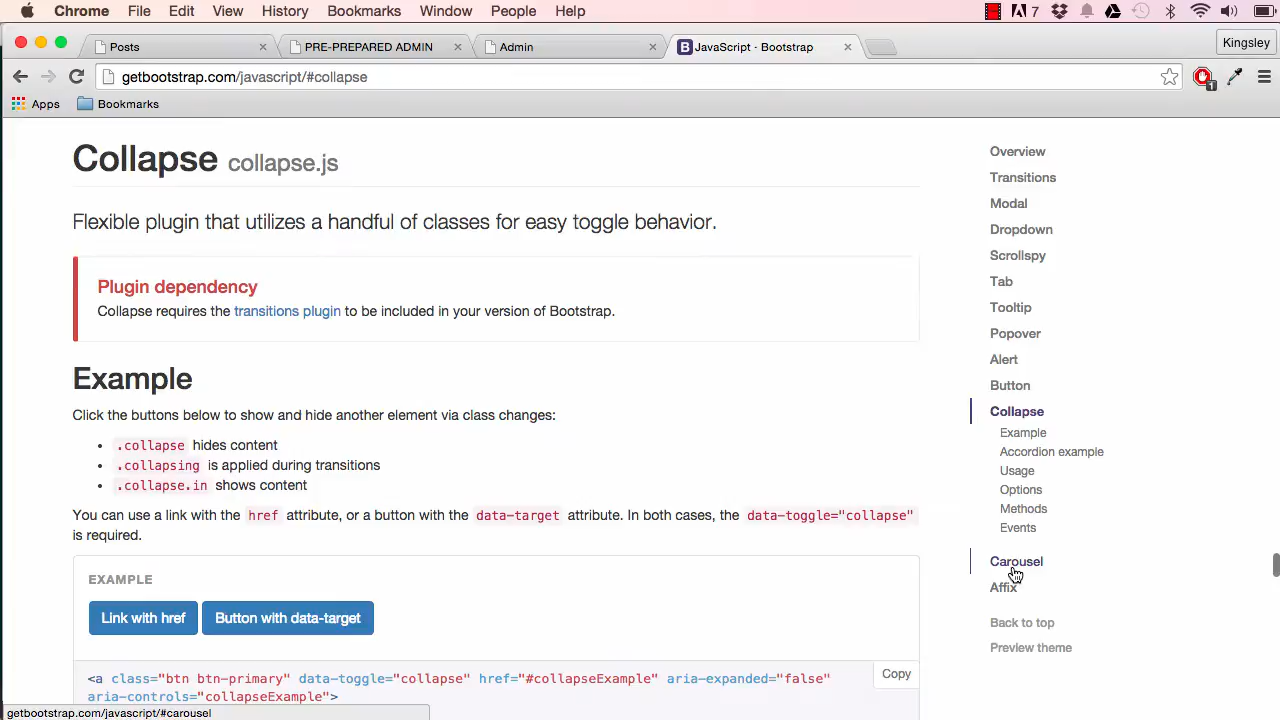 Chrome File Edit View History Bookmarks Window People Help 7
Posts PRE-PREPARED ADMIN Admin JavaScript · Bootstrap Kingsley
getbootstrap.com/javascript/#collapse 1
Apps Bookmarks
Collapse collapse.js
Flexible plugin that utilizes a handful of classes for easy toggle behavior.
Plugin dependency
Collapse requires the transitions plugin to be included in your version of Bootstrap.
Example
Click the buttons below to show and hide another element via class changes:
• .collapse hides content
• .collapsing is applied during transitions
• .collapse.in shows content
You can use a link with the href attribute, or a button with the data-target attribute. In both cases, the data-toggle="collapse"
is required.
EXAMPLE
Link with href Button with data-target
Copy
<a class="btn btn-primary" data-toggle="collapse" href="#collapseExample" aria-expanded="false"
aria-controls="collapseExample">
Overview
Transitions
Modal
Dropdown
Scrollspy
Tab
Tooltip
Popover
Alert
Button
Collapse
Example
Accordion example
Usage
Options
Methods
Events
Carousel
Affix
Back to top
Preview theme
getbootstrap.com/javascript/#carousel